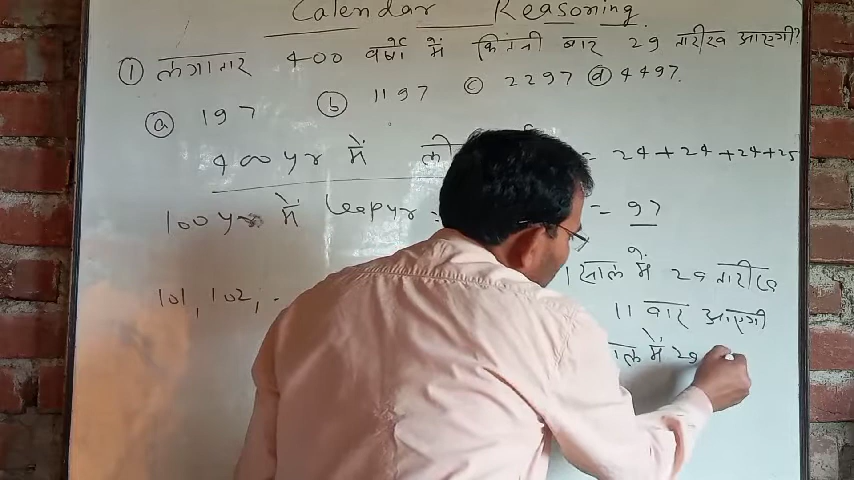 Calendar Reasoning
① लगातार 400 वर्षों में कितनी बार 29 तारीख आएगी?
ⓐ 197 ⓑ 1197 ⓒ 2297 ⓓ 4497.
400 yr में = 24+24+24+25
100 yr में leap yr = = 97
101, 102,
1 साल में 29 तारीख
11 बार आएगी
में 29